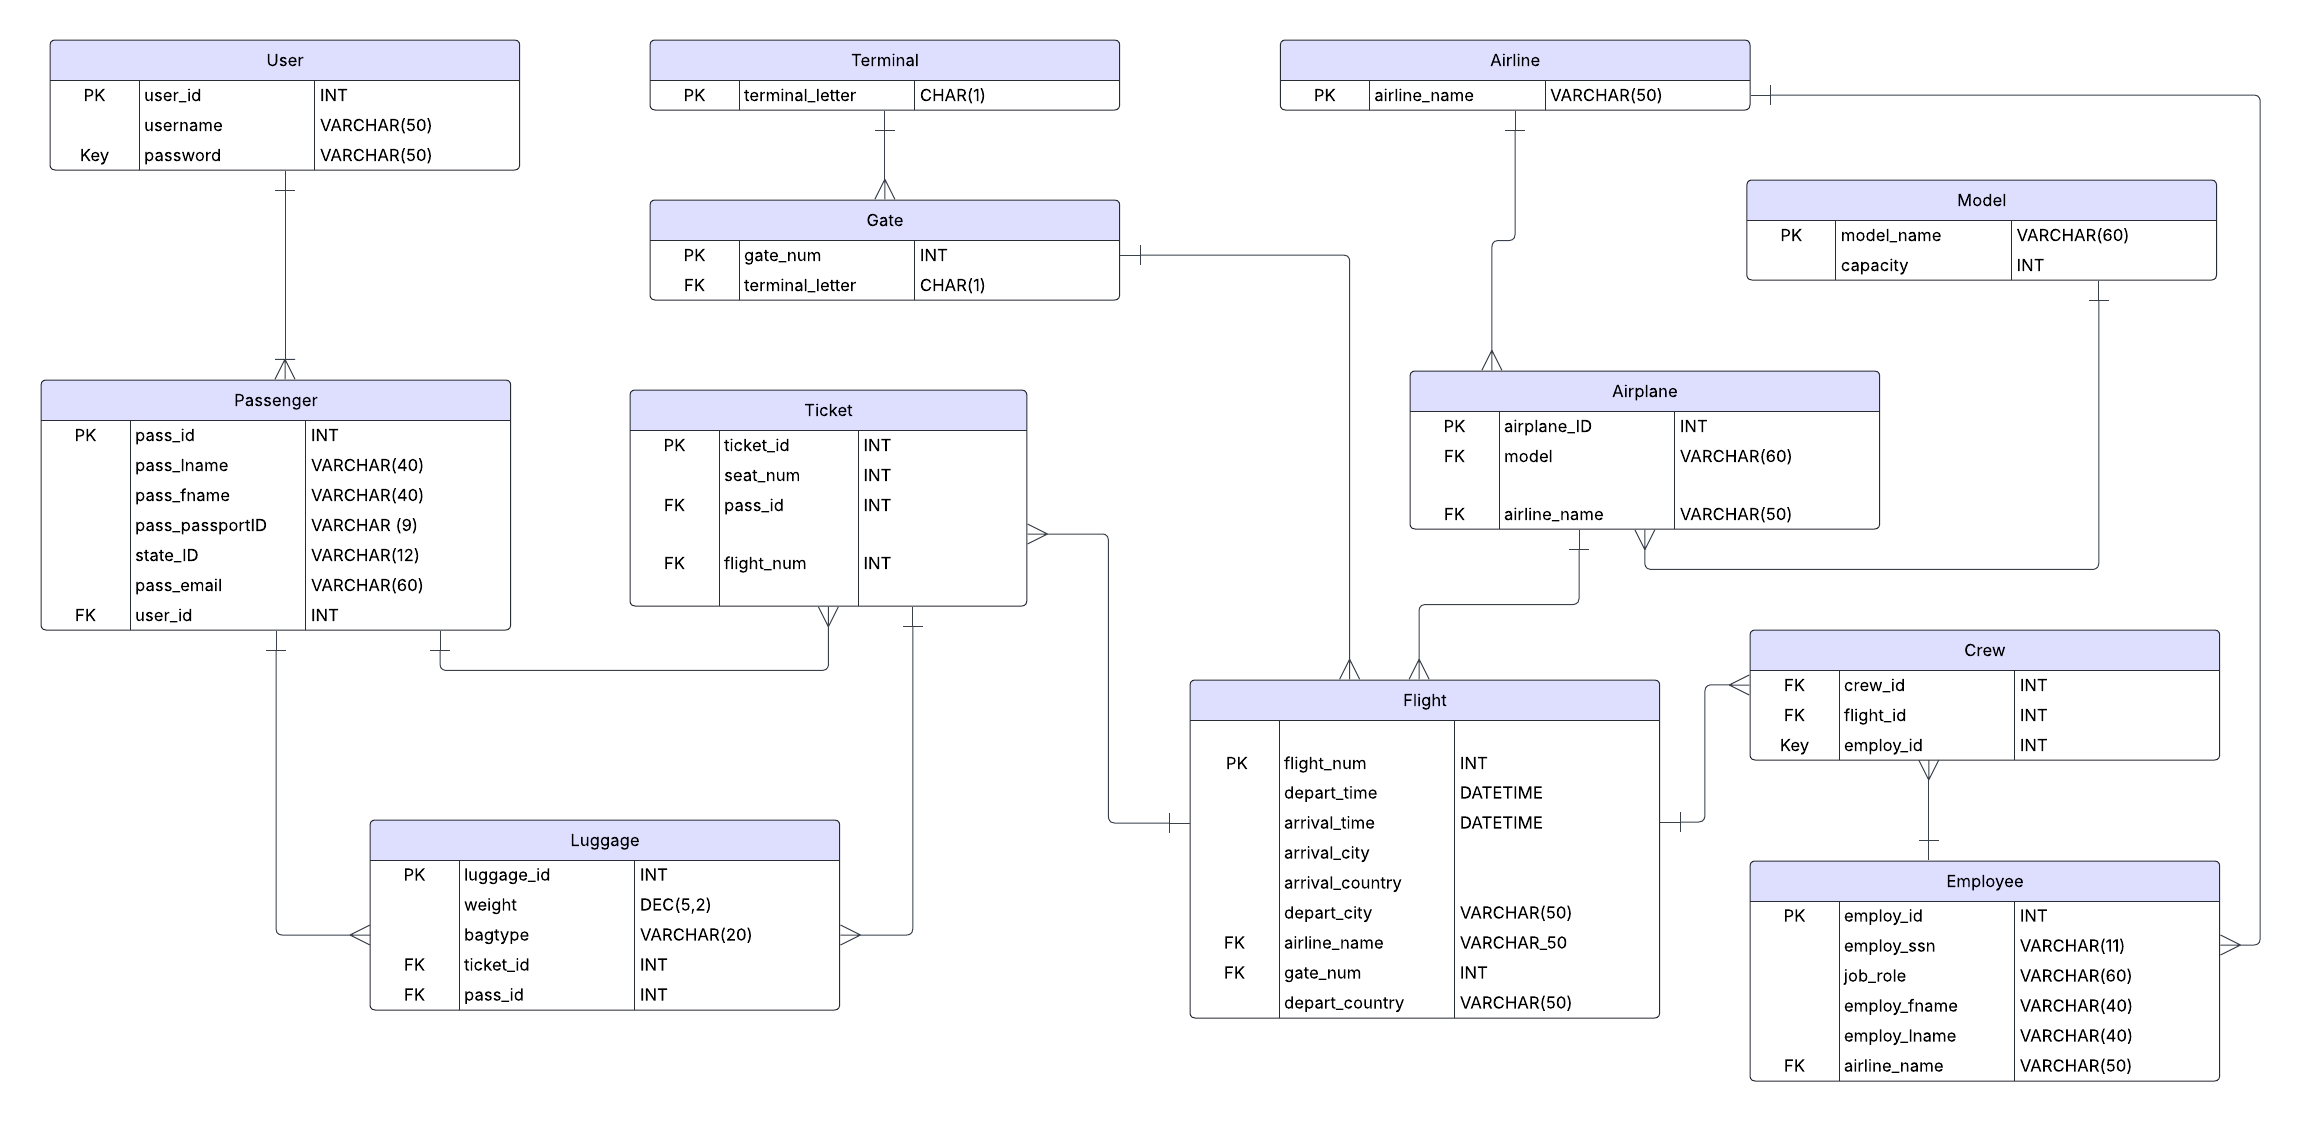 User
PK user_id INT
username VARCHAR(50)
Key password VARCHAR(50)
Terminal
PK terminal_letter CHAR(1)
Airline
PK airline_name VARCHAR(50)
Gate
PK gate_num INT
FK terminal_letter CHAR(1)
Model
PK model_name VARCHAR(60)
capacity INT
Passenger
PK pass_id INT
pass_lname VARCHAR(40)
pass_fname VARCHAR(40)
pass_passportID VARCHAR (9)
state_ID VARCHAR(12)
pass_email VARCHAR(60)
FK user_id INT
Ticket
PK ticket_id INT
seat_num INT
FK pass_id INT
FK flight_num INT
Airplane
PK airplane_ID INT
FK model VARCHAR(60)
FK airline_name VARCHAR(50)
Crew
FK crew_id INT
FK flight_id INT
Key employ_id INT
Flight
PK flight_num INT
depart_time DATETIME
arrival_time DATETIME
arrival_city
arrival_country
depart_city VARCHAR(50)
FK airline_name VARCHAR_50
FK gate_num INT
depart_country VARCHAR(50)
Luggage
PK luggage_id INT
weight DEC(5,2)
bagtype VARCHAR(20)
FK ticket_id INT
FK pass_id INT
Employee
PK employ_id INT
employ_ssn VARCHAR(11)
job_role VARCHAR(60)
employ_fname VARCHAR(40)
employ_lname VARCHAR(40)
FK airline_name VARCHAR(50)